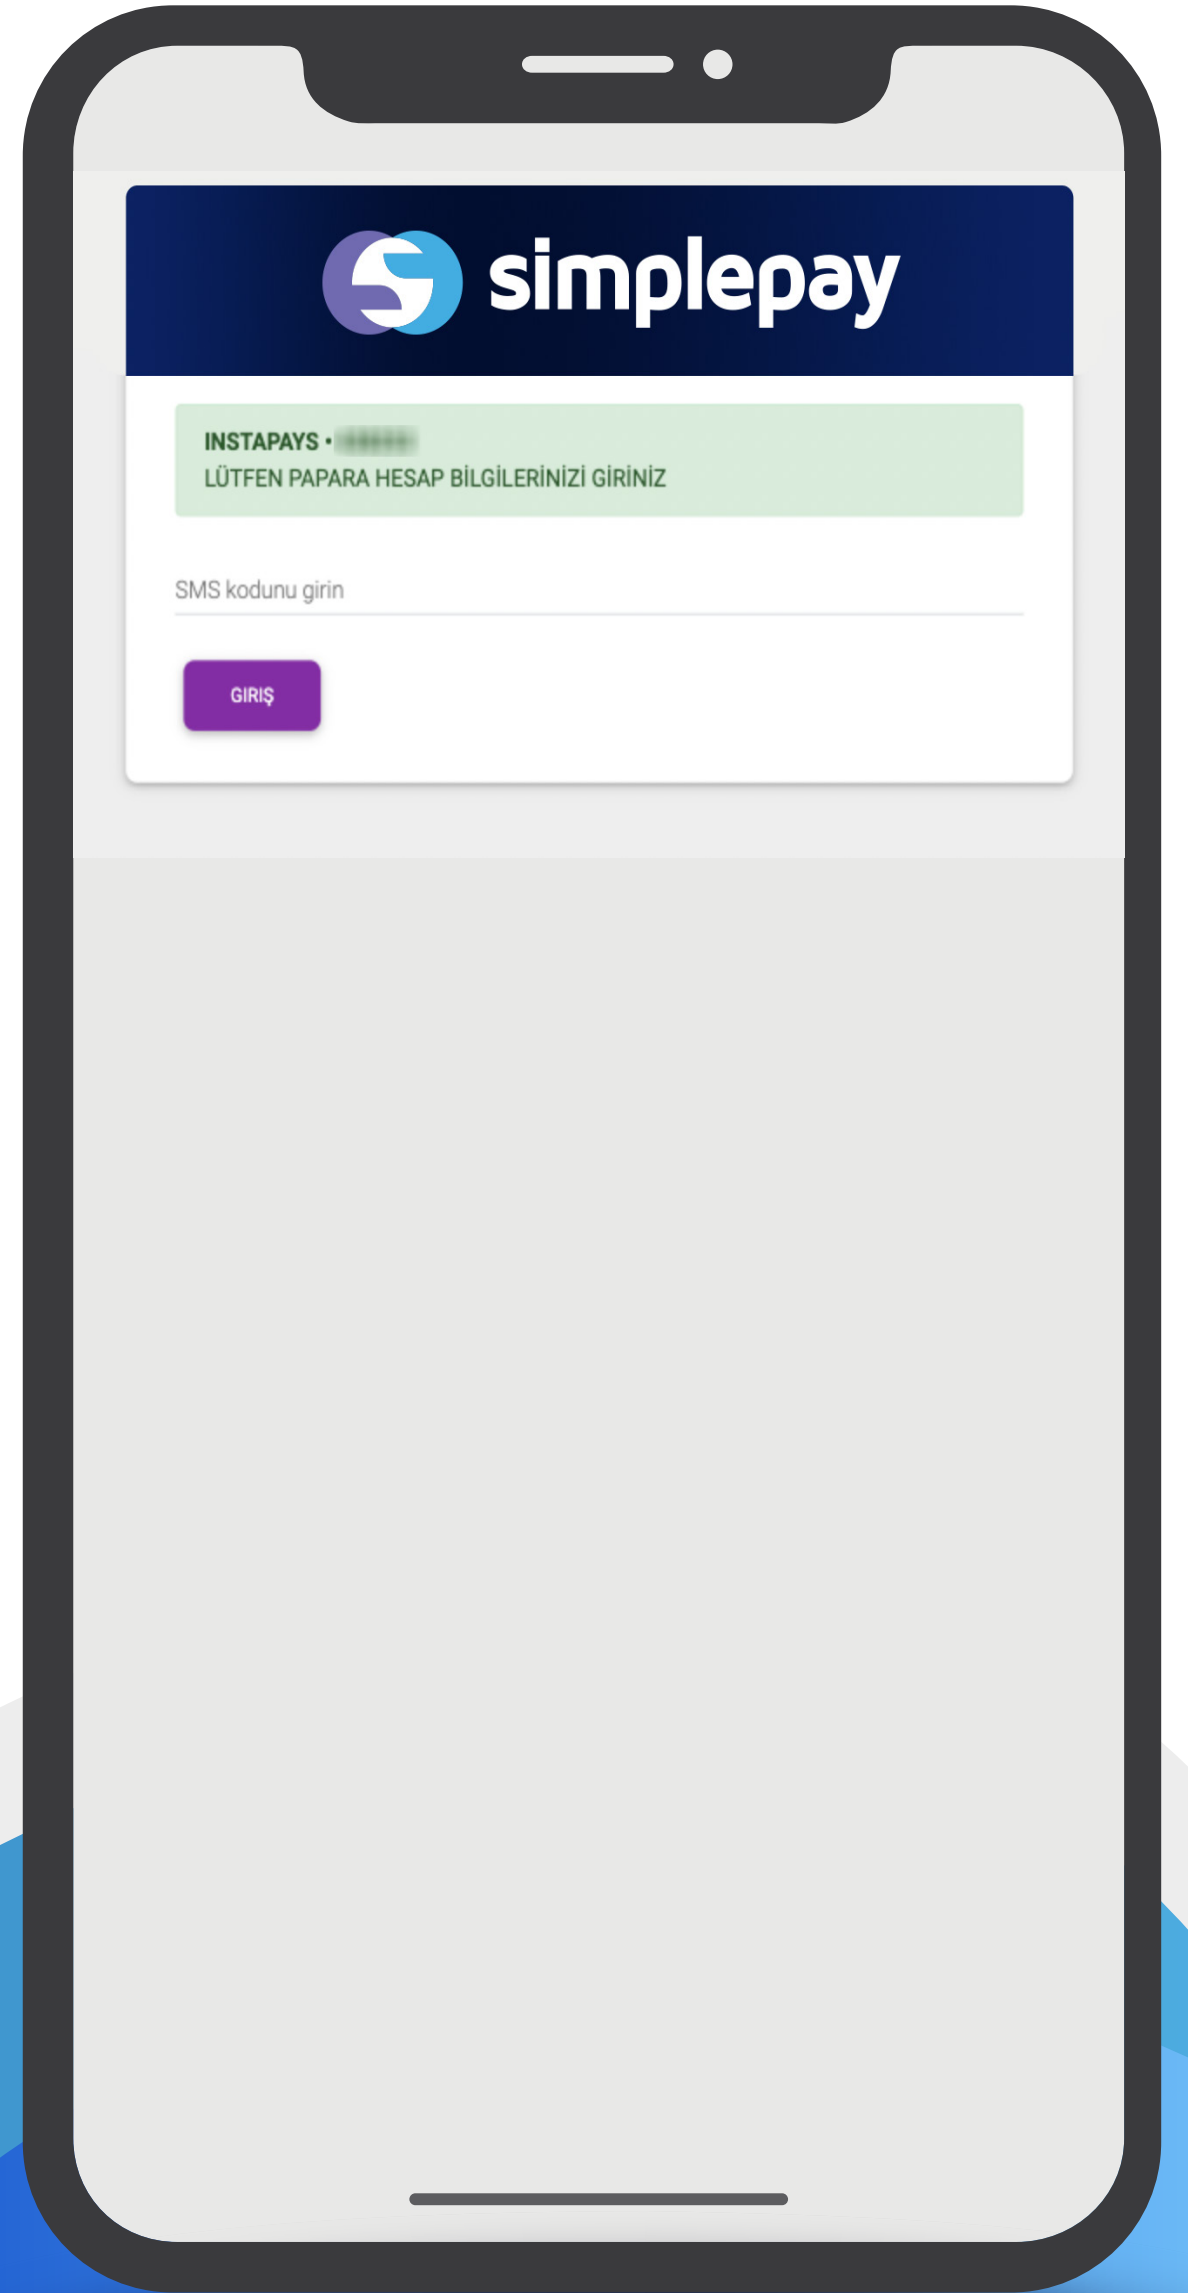 simplepay
INSTAPAYS •
LÜTFEN PAPARA HESAP BİLGİLERİNİZİ GİRİNİZ
SMS kodunu girin
GIRIŞ